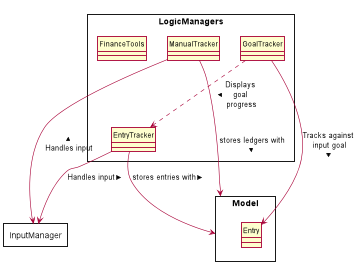 LogicManagers
FinanceTools
ManualTracker
GoalTracker
Displays
goal
progress
EntryTracker
Handles input
stores ledgers with
Tracks against
input goal
Handles input
stores entries with
Model
Entry
InputManager